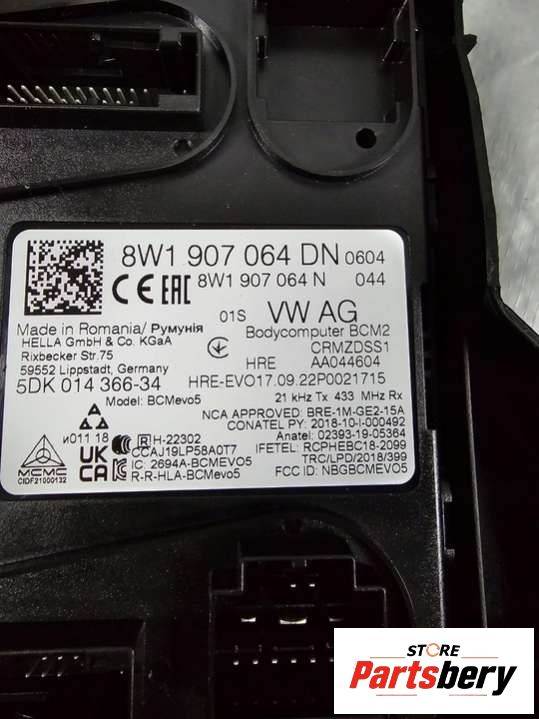 8W1 907 064 DN 0604
CE EAC 8W1 907 064 N 044
01S VW AG
Made in Romania/ Румунія
HELLA GmbH & Co. KGaA
Rixbecker Str.75
59552 Lippstadt, Germany
Bodycomputer BCM2
CRMZDSS1
HRE AA044604
5DK 014 366-34 HRE-EVO17.09.22P0021715
Model: BCMevo5 21 kHz Tx 433 MHz Rx
NCA APPROVED: BRE-1M-GE2-15A
CONATEL PY: 2018-10-I-000492
Anatel: 02393-19-05364
IFETEL: RCPHEBC18-2099
TRC/LPD/2018/399
FCC ID: NBGBCMEVO5
И011 18
R H-22302
CCAJ19LP58A0T7
IC: 2694A-BCMEVO5
R-R-HLA-BCMevo5
MCMC
CIDF21000132
UK
CA
STORE
Partsbery